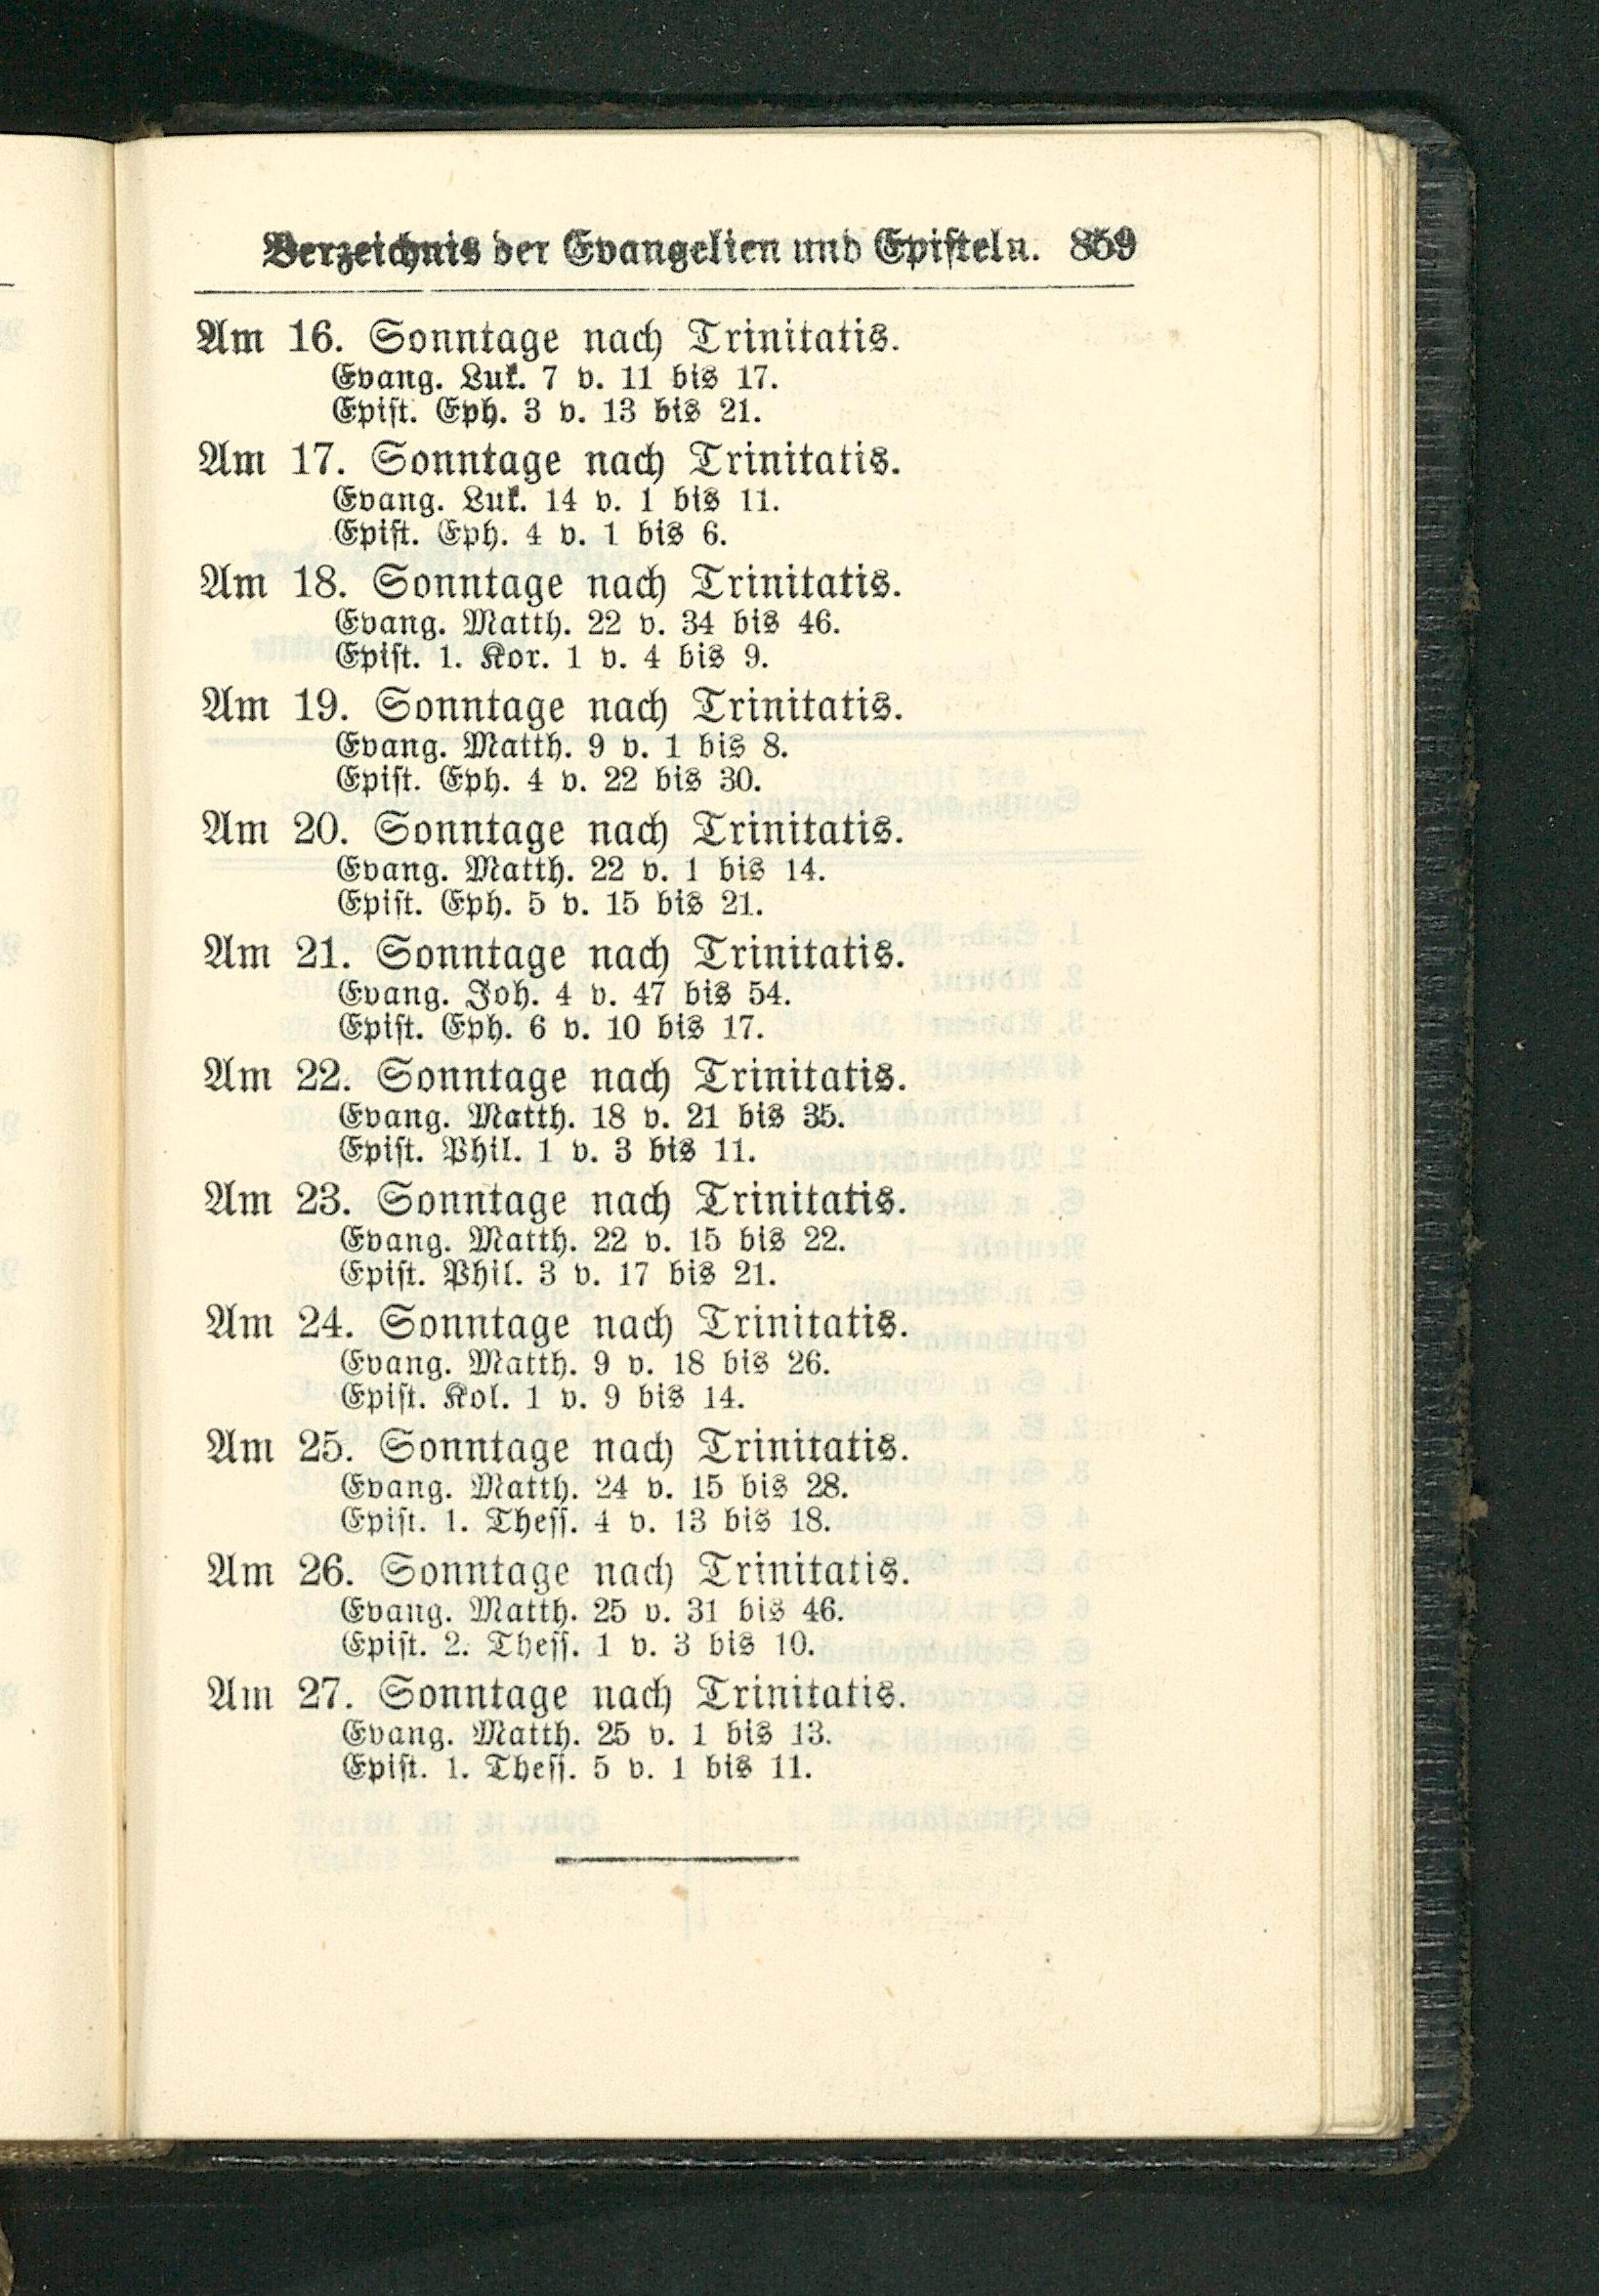 Verzeichnis der Evangelien und Episteln. 859
Am 16. Sonntage nach Trinitatis.
Evang. Luk. 7 v. 11 bis 17.
Epist. Eph. 3 v. 13 bis 21.
Am 17. Sonntage nach Trinitatis.
Evang. Luk. 14 v. 1 bis 11.
Epist. Eph. 4 v. 1 bis 6.
Am 18. Sonntage nach Trinitatis.
Evang. Matth. 22 v. 34 bis 46.
Epist. 1. Kor. 1 v. 4 bis 9.
Am 19. Sonntage nach Trinitatis.
Evang. Matth. 9 v. 1 bis 8.
Epist. Eph. 4 v. 22 bis 30.
Am 20. Sonntage nach Trinitatis.
Evang. Matth. 22 v. 1 bis 14.
Epist. Eph. 5 v. 15 bis 21.
Am 21. Sonntage nach Trinitatis.
Evang. Joh. 4 v. 47 bis 54.
Epist. Eph. 6 v. 10 bis 17.
Am 22. Sonntage nach Trinitatis.
Evang. Matth. 18 v. 21 bis 35.
Epist. Phil. 1 v. 3 bis 11.
Am 23. Sonntage nach Trinitatis.
Evang. Matth. 22 v. 15 bis 22.
Epist. Phil. 3 v. 17 bis 21.
Am 24. Sonntage nach Trinitatis.
Evang. Matth. 9 v. 18 bis 26.
Epist. Kol. 1 v. 9 bis 14.
Am 25. Sonntage nach Trinitatis.
Evang. Matth. 24 v. 15 bis 28.
Epist. 1. Thess. 4 v. 13 bis 18.
Am 26. Sonntage nach Trinitatis.
Evang. Matth. 25 v. 31 bis 46.
Epist. 2. Thess. 1 v. 3 bis 10.
Am 27. Sonntage nach Trinitatis.
Evang. Matth. 25 v. 1 bis 13.
Epist. 1. Thess. 5 v. 1 bis 11.